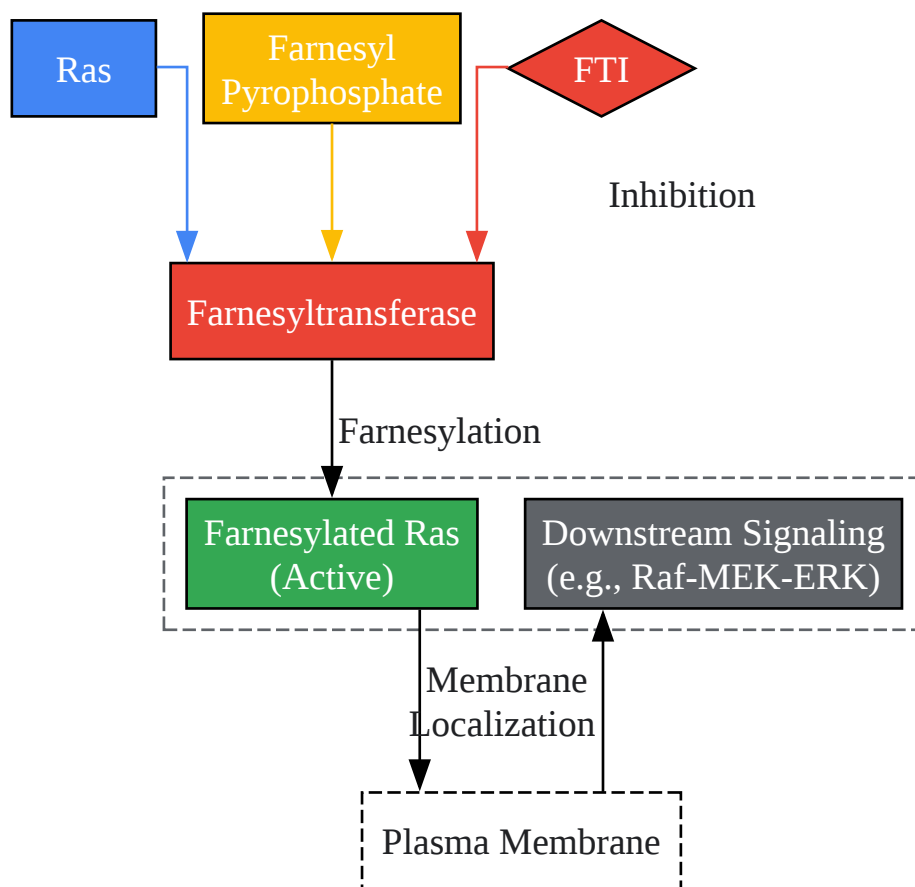 Ras
Farnesyl
Pyrophosphate
FTI
Inhibition
Farnesyltransferase
Farnesylation
Farnesylated Ras
(Active)
Downstream Signaling
(e.g., Raf-MEK-ERK)
Membrane
Localization
Plasma Membrane